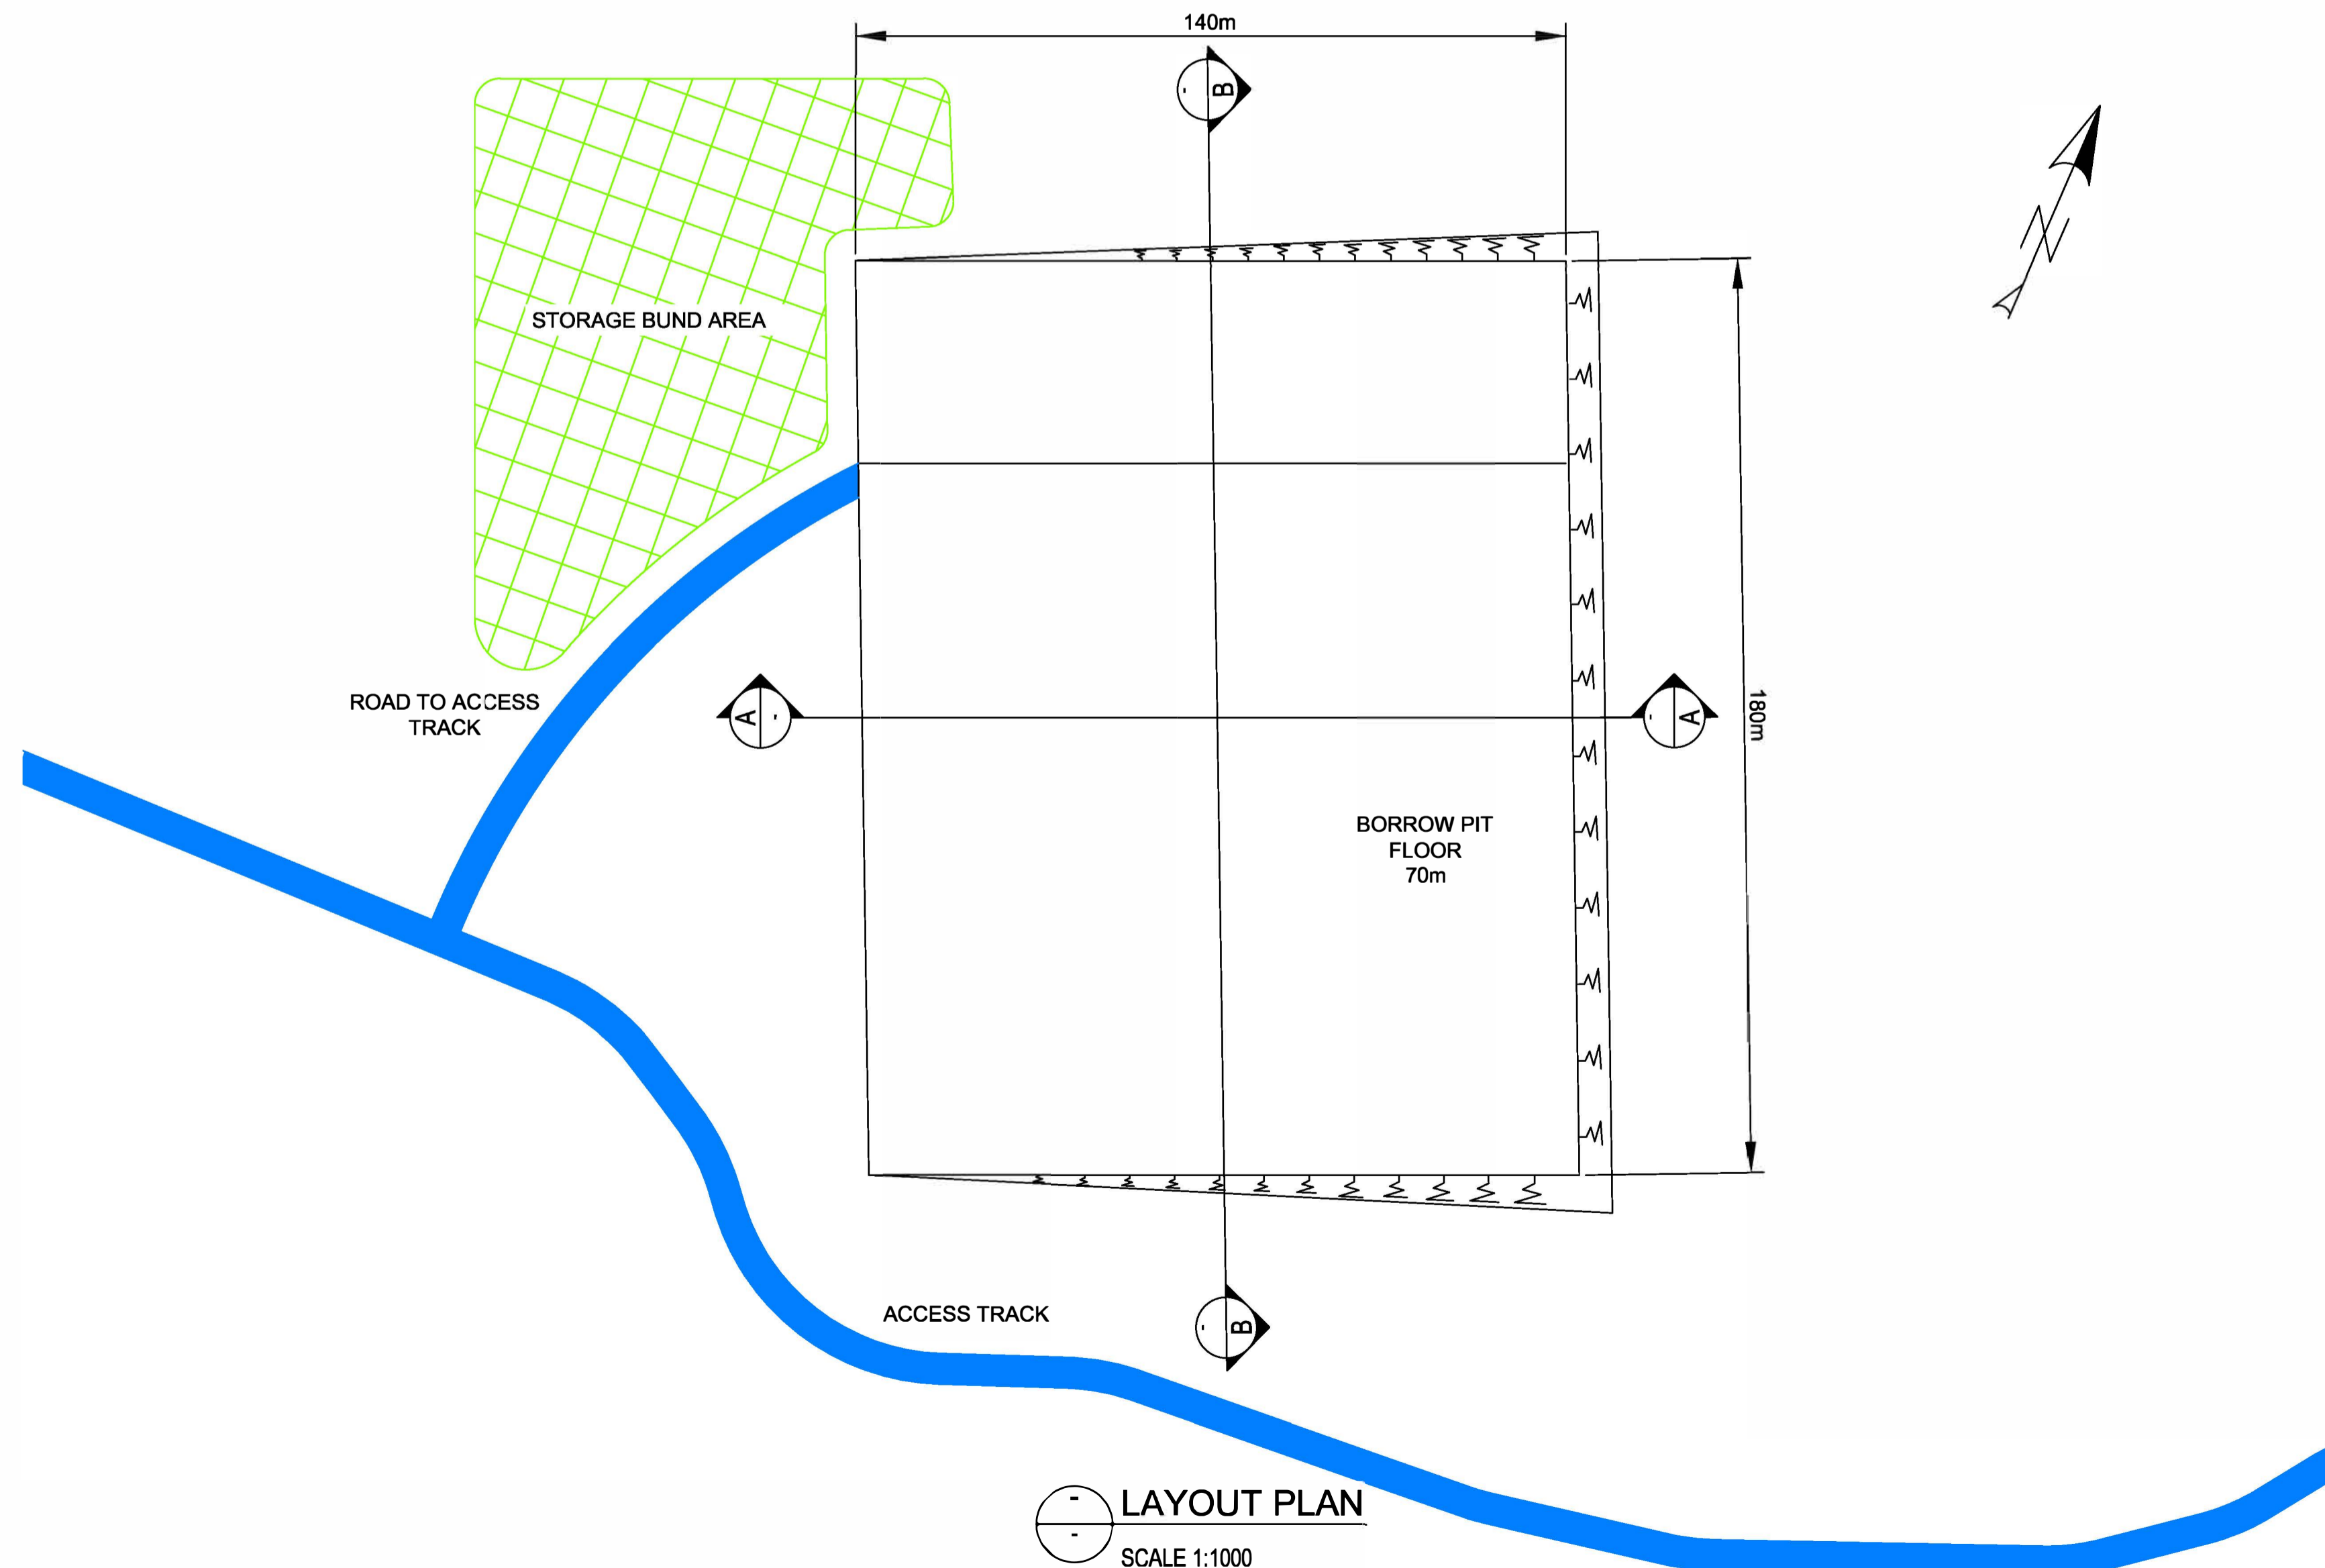 140m
B
STORAGE BUND AREA
ROAD TO ACCESS
TRACK
A
A
180m
BORROW PIT
FLOOR
70m
ACCESS TRACK
B
LAYOUT PLAN
SCALE 1:1000
N